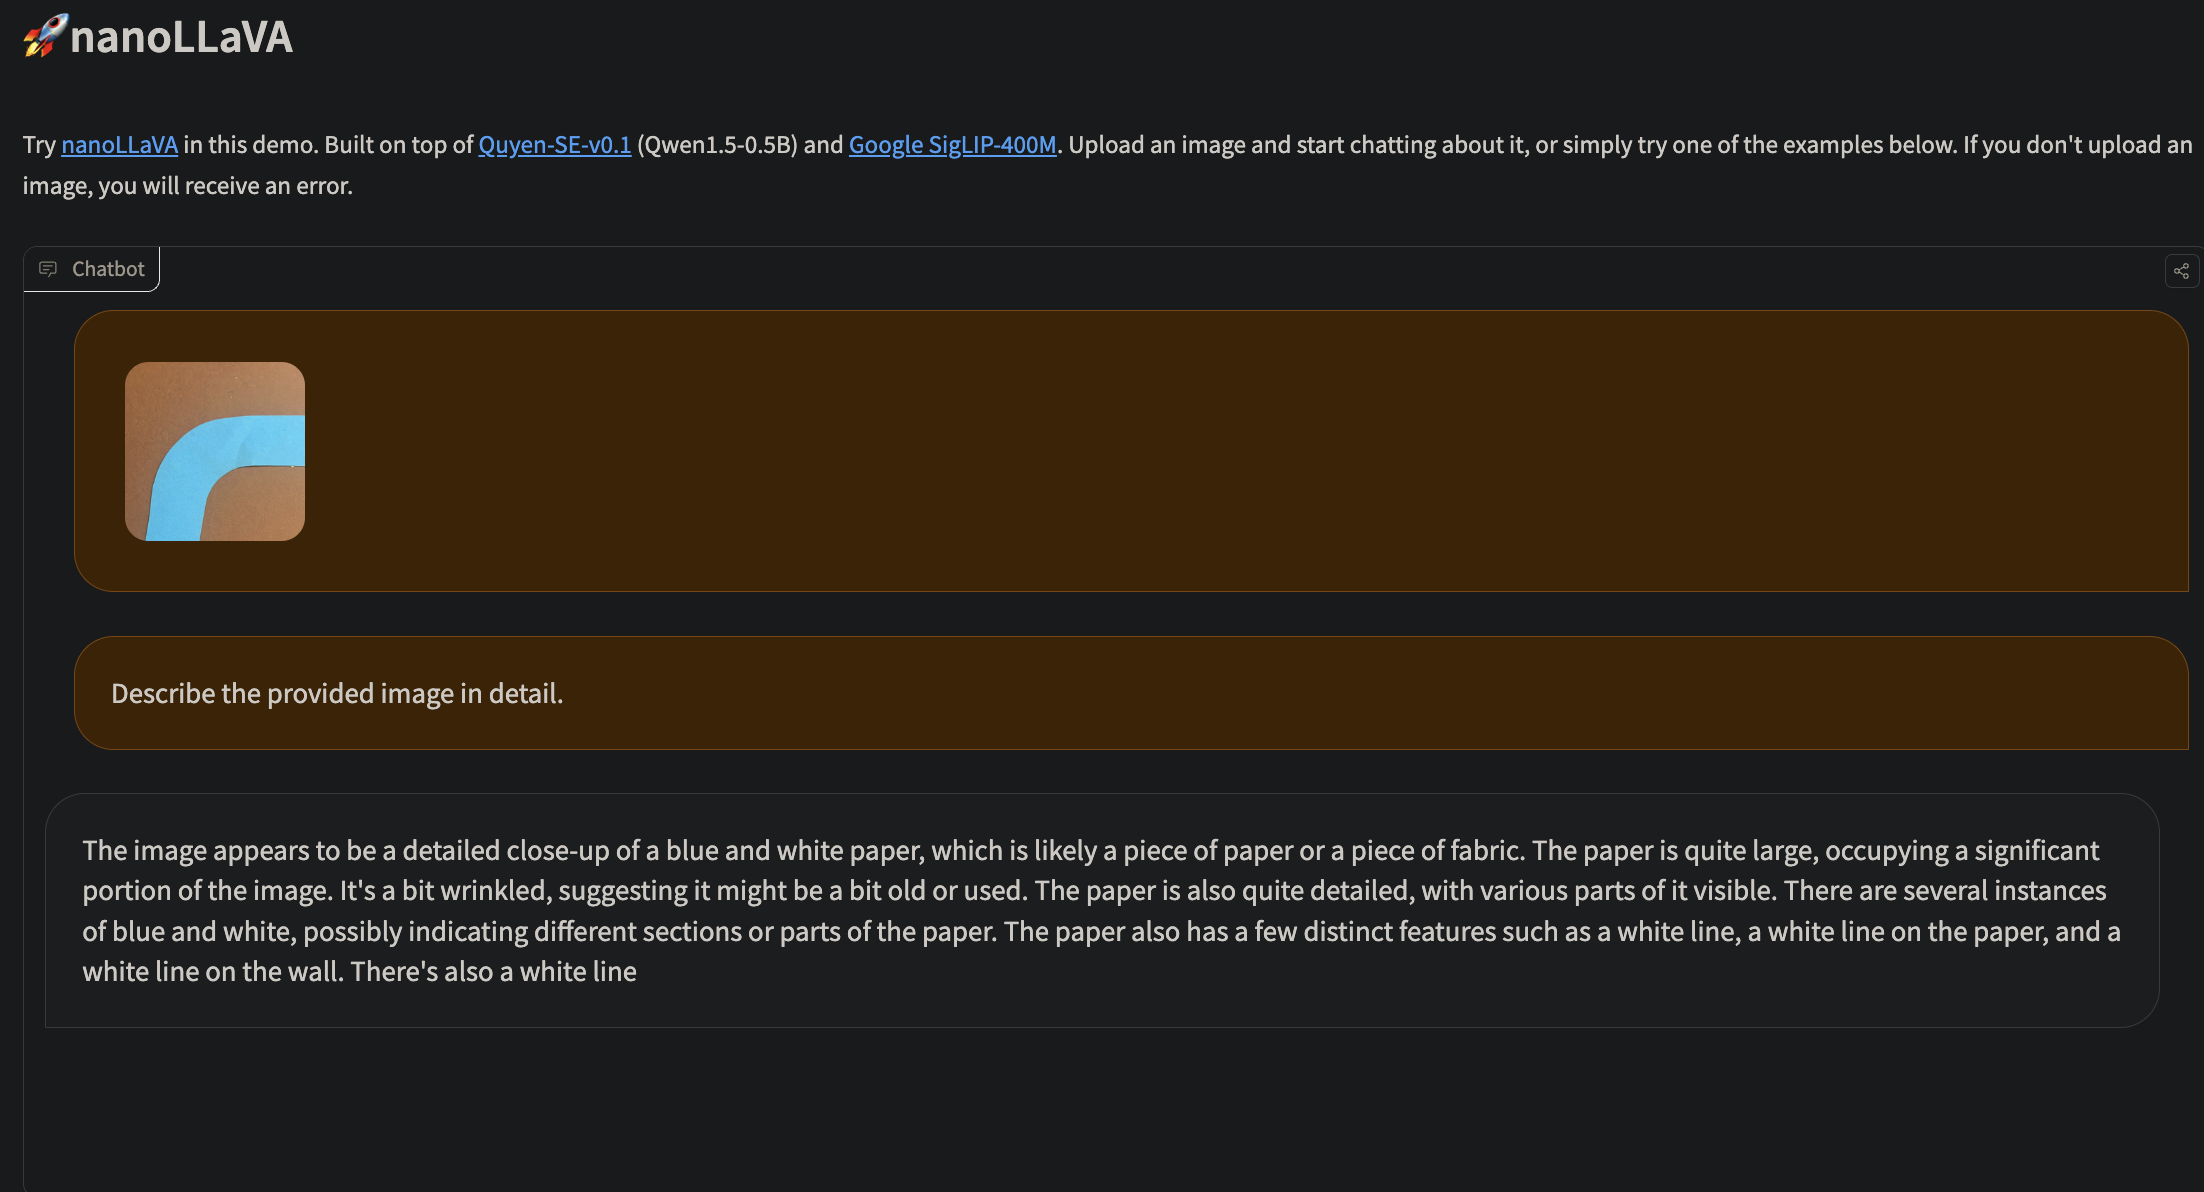 🚀nanoLLaVA
Try nanoLLaVA in this demo. Built on top of Quyen-SE-v0.1 (Qwen1.5-0.5B) and Google SigLIP-400M. Upload an image and start chatting about it, or simply try one of the examples below. If you don't upload an
image, you will receive an error.
Chatbot
Describe the provided image in detail.
The image appears to be a detailed close-up of a blue and white paper, which is likely a piece of paper or a piece of fabric. The paper is quite large, occupying a significant
portion of the image. It's a bit wrinkled, suggesting it might be a bit old or used. The paper is also quite detailed, with various parts of it visible. There are several instances
of blue and white, possibly indicating different sections or parts of the paper. The paper also has a few distinct features such as a white line, a white line on the paper, and a
white line on the wall. There's also a white line